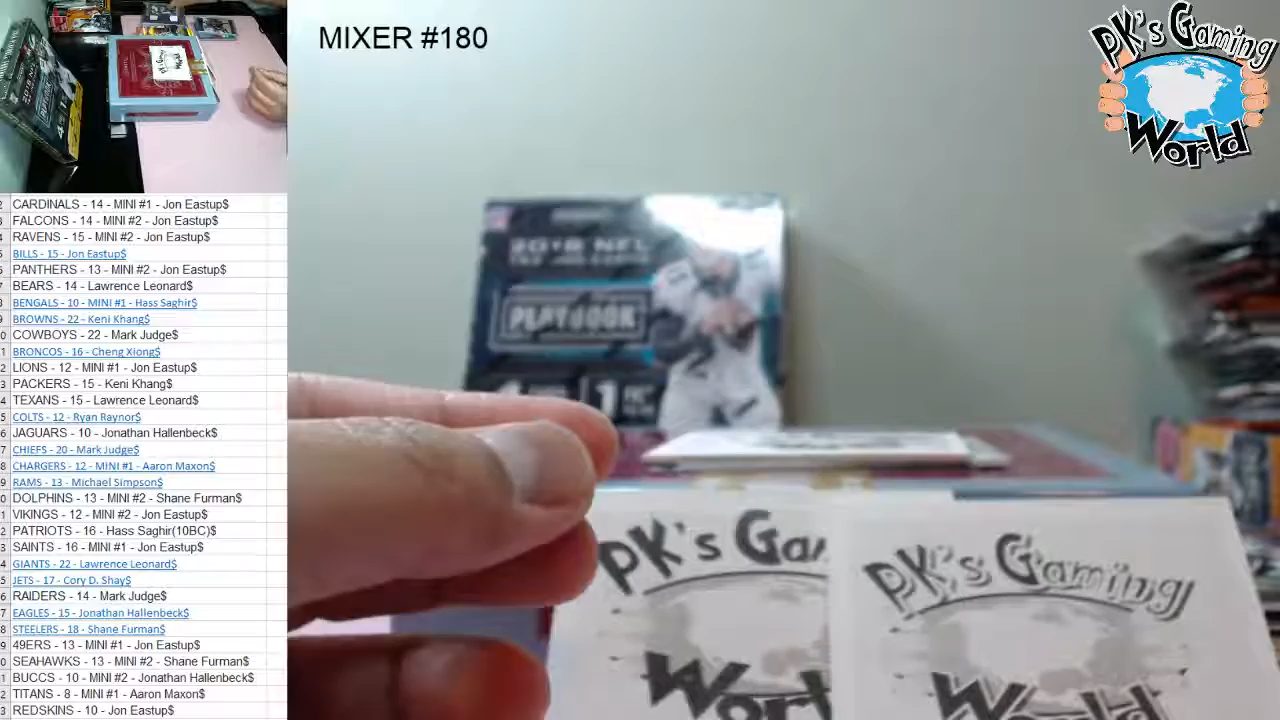 MIXER #180
PK's Gaming
World
CARDINALS - 14 - MINI #1 - Jon Eastup$
FALCONS - 14 - MINI #2 - Jon Eastup$
RAVENS - 15 - MINI #2 - Jon Eastup$
BILLS - 15 - Jon Eastup$
PANTHERS - 13 - MINI #2 - Jon Eastup$
BEARS - 14 - Lawrence Leonard$
BENGALS - 10 - MINI #1 - Hass Saghir$
BROWNS - 22 - Keni Khang$
COWBOYS - 22 - Mark Judge$
BRONCOS - 16 - Cheng Xiong$
LIONS - 12 - MINI #1 - Jon Eastup$
PACKERS - 15 - Keni Khang$
TEXANS - 15 - Lawrence Leonard$
COLTS - 12 - Ryan Raynor$
JAGUARS - 10 - Jonathan Hallenbeck$
CHIEFS - 20 - Mark Judge$
CHARGERS - 12 - MINI #1 - Aaron Maxon$
RAMS - 13 - Michael Simpson$
DOLPHINS - 13 - MINI #2 - Shane Furman$
VIKINGS - 12 - MINI #2 - Jon Eastup$
PATRIOTS - 16 - Hass Saghir(10BC)$
SAINTS - 16 - MINI #1 - Jon Eastup$
GIANTS - 22 - Lawrence Leonard$
JETS - 17 - Cory D. Shay$
RAIDERS - 14 - Mark Judge$
EAGLES - 15 - Jonathan Hallenbeck$
STEELERS - 18 - Shane Furman$
49ERS - 13 - MINI #1 - Jon Eastup$
SEAHAWKS - 13 - MINI #2 - Shane Furman$
BUCCS - 10 - MINI #2 - Jonathan Hallenbeck$
TITANS - 8 - MINI #1 - Aaron Maxon$
REDSKINS - 10 - Jon Eastup$
2018 NFL
PLAYBOOK
PK's Gam
World
PK's Gaming
World